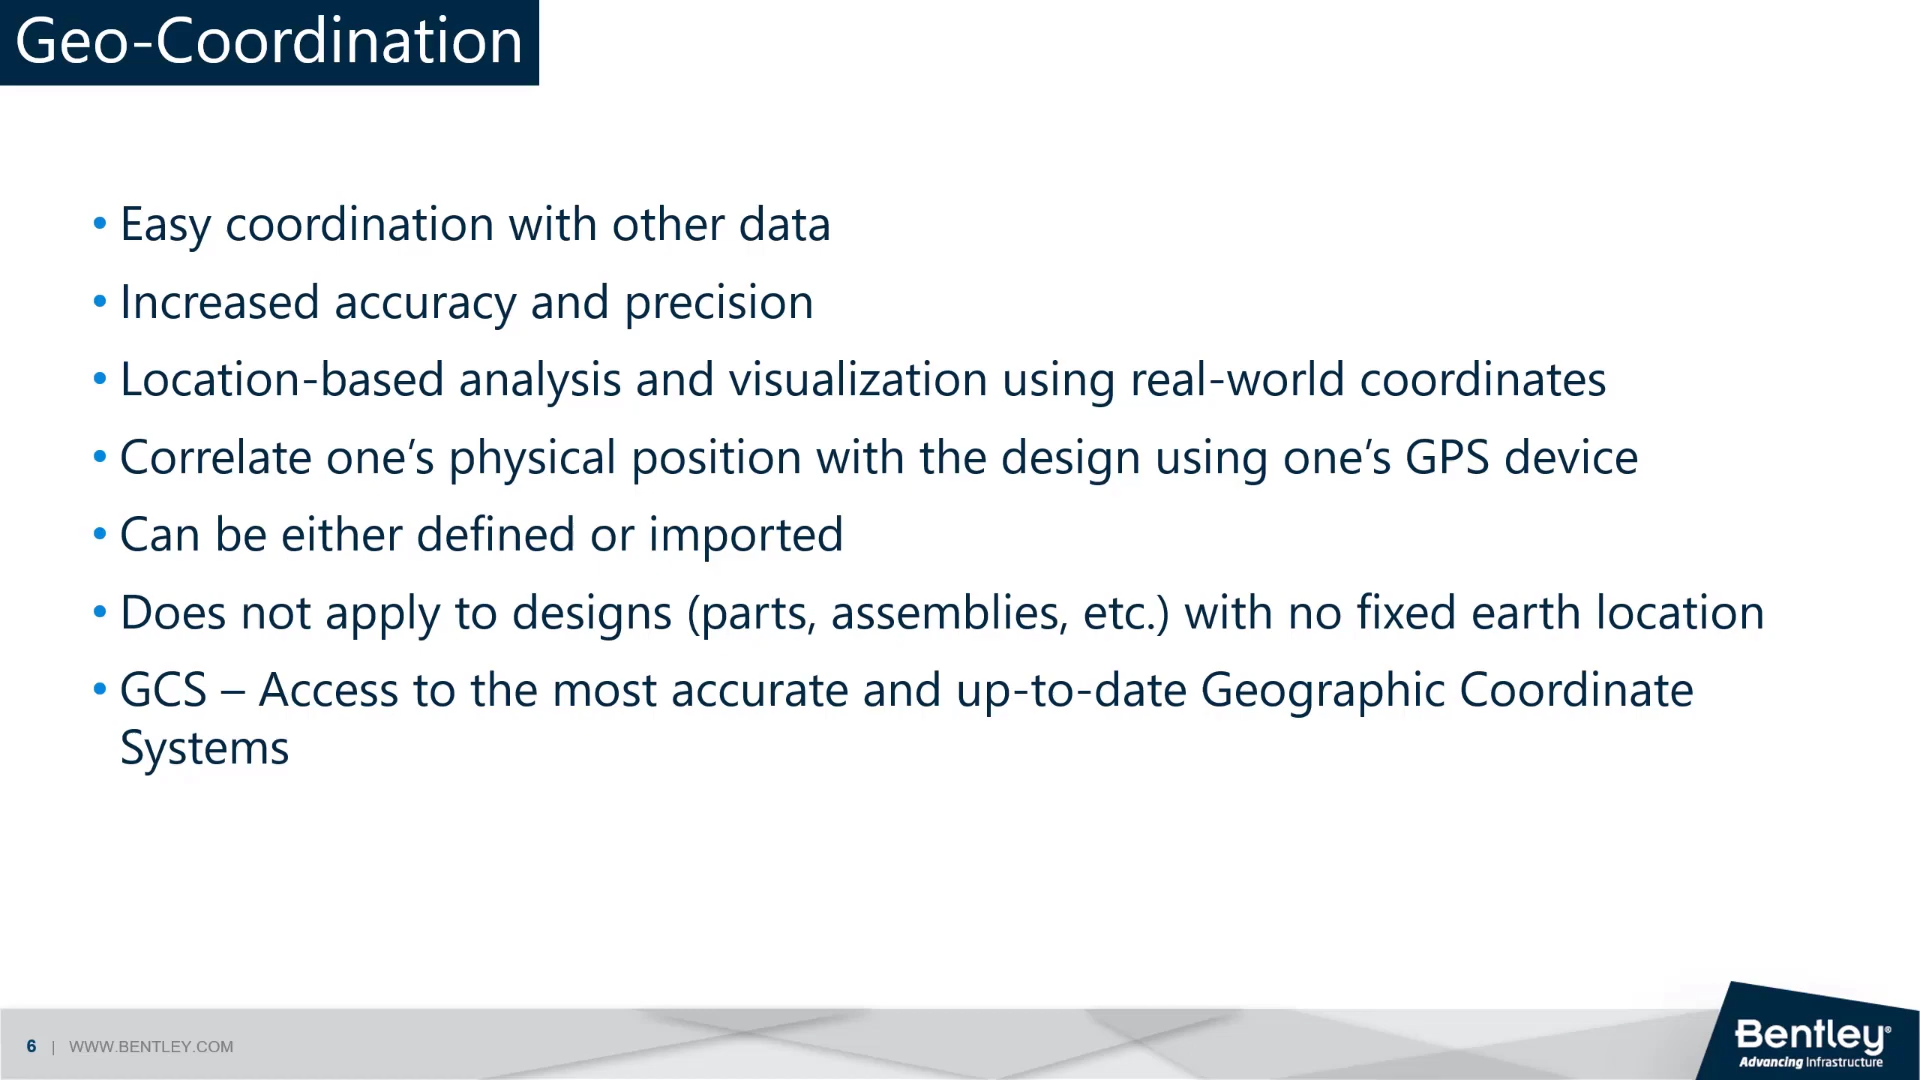 Geo-Coordination
• Easy coordination with other data
• Increased accuracy and precision
• Location-based analysis and visualization using real-world coordinates
• Correlate one’s physical position with the design using one’s GPS device
• Can be either defined or imported
• Does not apply to designs (parts, assemblies, etc.) with no fixed earth location
• GCS – Access to the most accurate and up-to-date Geographic Coordinate
Systems
6 | WWW.BENTLEY.COM
Bentley®
Advancing Infrastructure